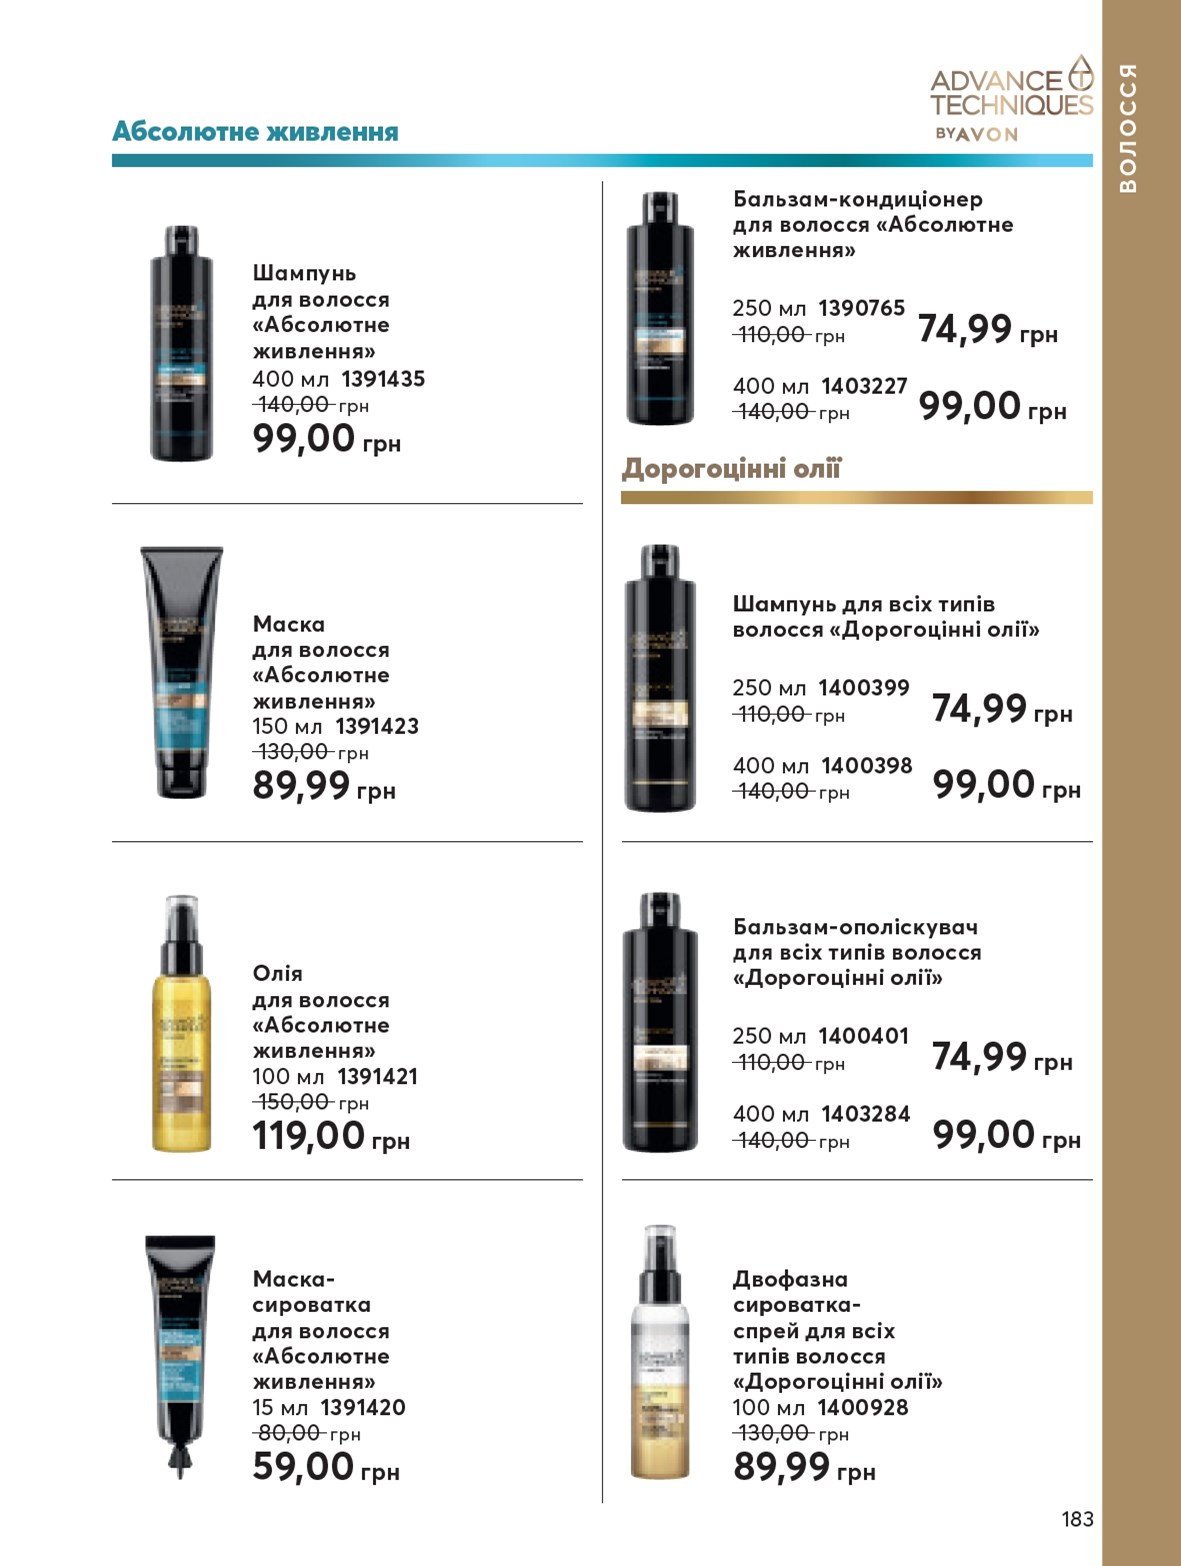 ADVANCE
TECHNIQUES
BY AVON
ВОЛОССЯ
Абсолютне живлення
Шампунь
для волосся
«Абсолютне
живлення»
400 мл 1391435
140,00 грн
99,00 грн
Маска
для волосся
«Абсолютне
живлення»
150 мл 1391423
130,00 грн
89,99 грн
Олія
для волосся
«Абсолютне
живлення»
100 мл 1391421
150,00 грн
119,00 грн
Маска-
сироватка
для волосся
«Абсолютне
живлення»
15 мл 1391420
80,00 грн
59,00 грн
Бальзам-кондиціонер
для волосся «Абсолютне
живлення»
250 мл 1390765
110,00 грн
74,99 грн
400 мл 1403227
140,00 грн
99,00 грн
Дорогоцінні олії
Шампунь для всіх типів
волосся «Дорогоцінні олії»
250 мл 1400399
110,00 грн
74,99 грн
400 мл 1400398
140,00 грн
99,00 грн
Бальзам-ополіскувач
для всіх типів волосся
«Дорогоцінні олії»
250 мл 1400401
110,00 грн
74,99 грн
400 мл 1403284
140,00 грн
99,00 грн
Двофазна
сироватка-
спрей для всіх
типів волосся
«Дорогоцінні олії»
100 мл 1400928
130,00 грн
89,99 грн
183